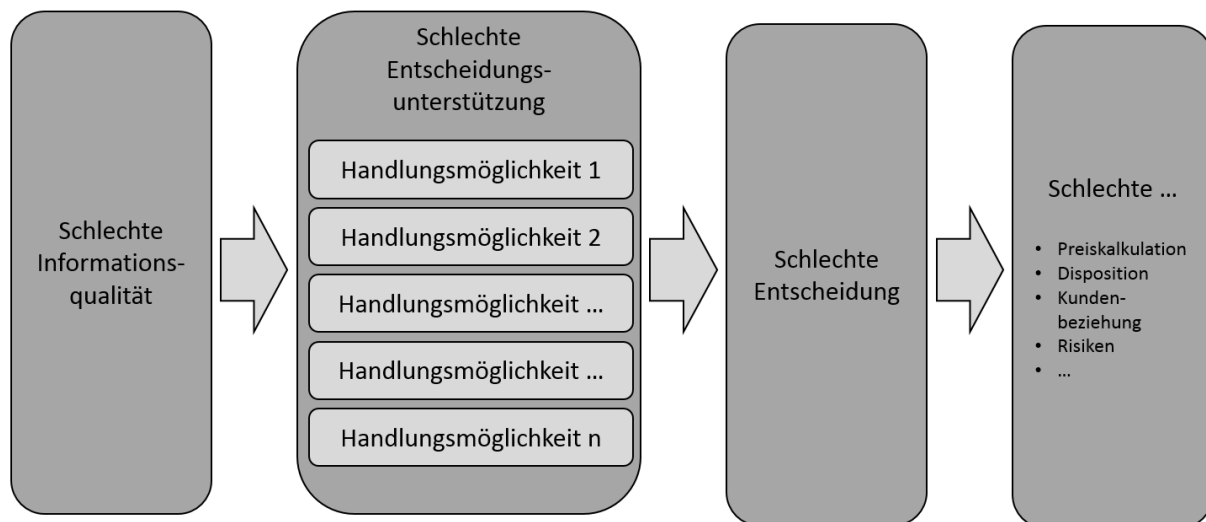 Schlechte
Informations-
qualität
Schlechte
Entscheidungs-
unterstützung
Handlungsmöglichkeit 1
Handlungsmöglichkeit 2
Handlungsmöglichkeit ...
Handlungsmöglichkeit ...
Handlungsmöglichkeit n
Schlechte
Entscheidung
Schlechte ...
• Preiskalkulation
• Disposition
• Kunden-
beziehung
• Risiken
• ...